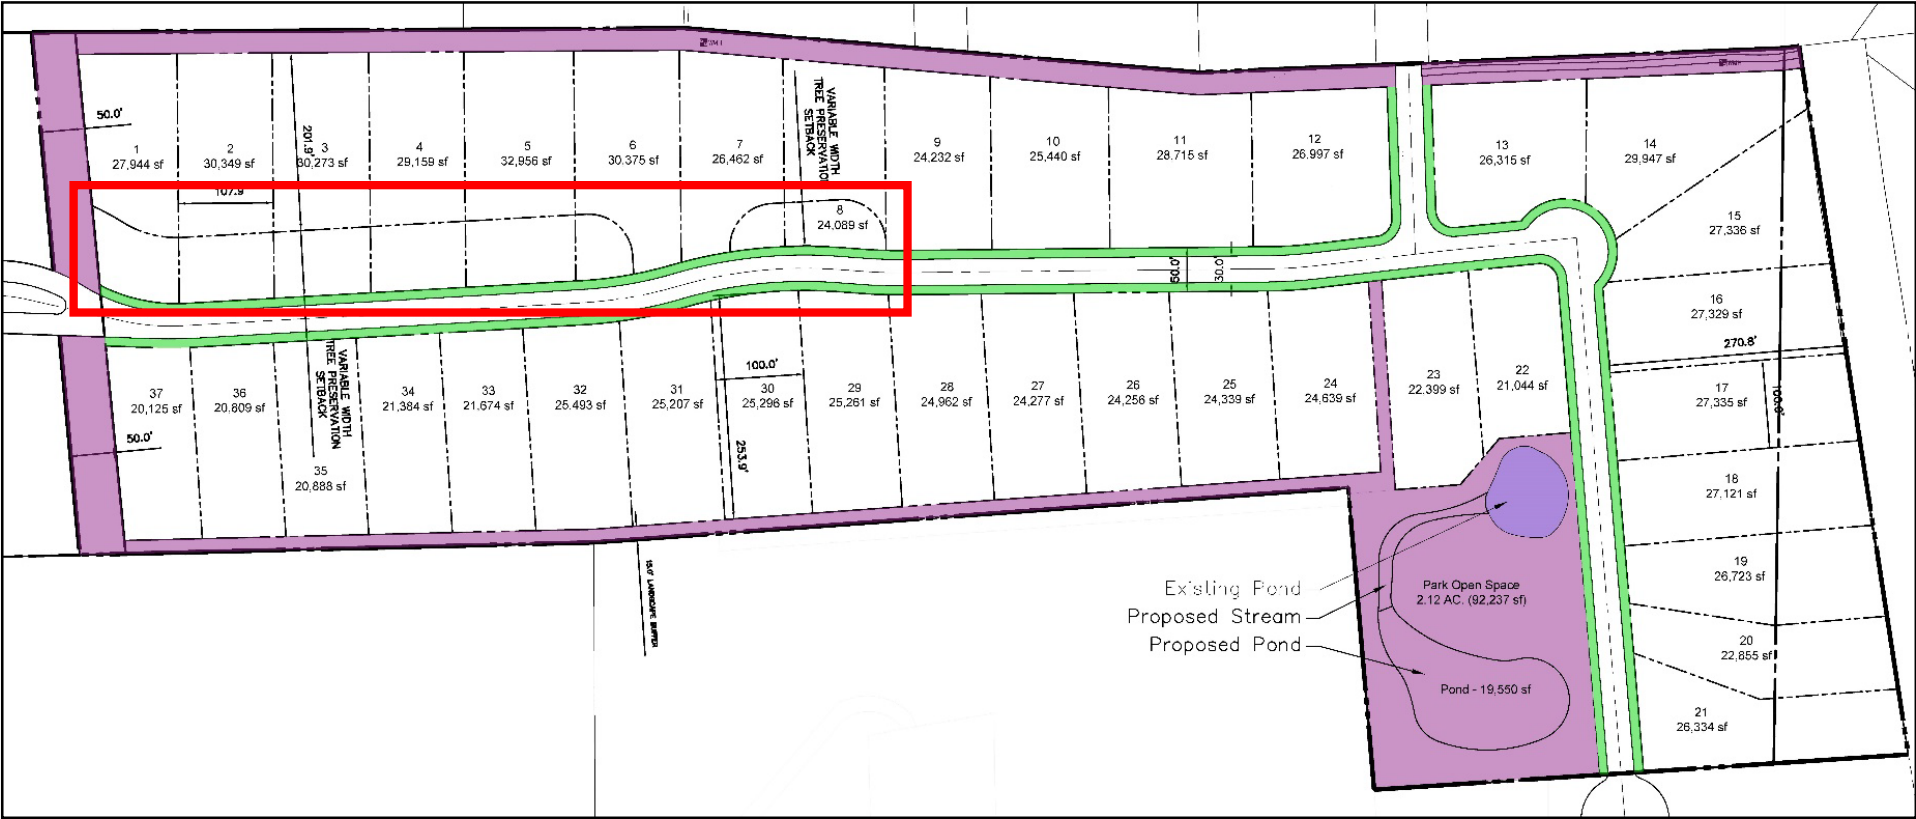 50.0'
1
27,944 sf
2
30,349 sf
107.9
201.9'
3
30,273 sf
4
29,159 sf
5
32,956 sf
6
30.375 sf
7
26,462 sf
VARIABLE WIDTH
TREE PRESERVATION
SETBACK
8
24.089 sf
9
24,232 sf
10
25,440 sf
11
28.715 sf
12
26.997 sf
13
26,315 sf
14
29,947 sf
15
27,336 sf
16
27,329 sf
270.8'
17
27,335 sf
100.0'
18
27,121 sf
19
26,723 sf
20
22,855 sf
21
26,334 sf
50.0'
30.0'
37
20,125 sf
50.0'
36
20.809 sf
VARIABLE WIDTH
TREE PRESERVATION
SETBACK
35
20,888 sf
34
21,384 sf
33
21.674 sf
32
25.493 sf
31
25,207 sf
100.0'
30
25,296 sf
253.9'
29
25,261 sf
28
24,962 sf
27
24,277 sf
26
24,256 sf
25
24,339 sf
24
24,639 sf
23
22.399 sf
22
21,044 sf
15.0' LANDSCAPE BUFFER
Existing Pond
Proposed Stream
Proposed Pond
Park Open Space
2.12 AC. (92,237 sf)
Pond - 19,550 sf